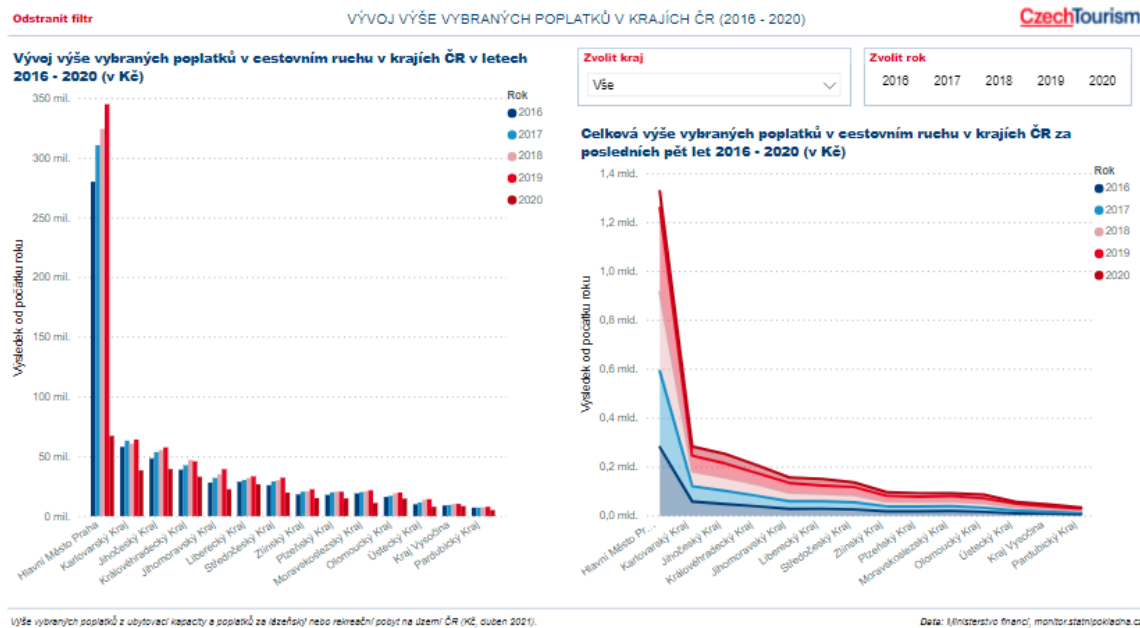 Odstranit filtr
VÝVOJ VÝŠE VYBRANÝCH POPLATKŮ V KRAJÍCH ČR (2016 - 2020)
CzechTourism
Vývoj výše vybraných poplatků v cestovním ruchu v krajích ČR v letech
2016 - 2020 (v Kč)
350 mil.
300 mil.
250 mil.
200 mil.
150 mil.
100 mil.
50 mil.
0 mil.
Výsledek od počátku roku
Rok
2016
2017
2018
2019
2020
Hlavní Město Praha
Karlovarský Kraj
Jihočeský Kraj
Královéhradecký Kraj
Jihomoravský Kraj
Liberecký Kraj
Středočeský Kraj
Zlínský Kraj
Plzeňský Kraj
Moravskoslezský Kraj
Olomoucký Kraj
Ústecký Kraj
Kraj Vysočina
Pardubický Kraj
Zvolit kraj
Vše
Zvolit rok
2016 2017 2018 2019 2020
Celková výše vybraných poplatků v cestovním ruchu v krajích ČR za
posledních pět let 2016 - 2020 (v Kč)
1,4 mld.
1,2 mld.
1,0 mld.
0,8 mld.
0,6 mld.
0,4 mld.
0,2 mld.
0,0 mld.
Výsledek od počátku roku
Rok
2016
2017
2018
2019
2020
Hlavní Město Pr...
Karlovarský Kraj
Jihočeský Kraj
Královéhradecký Kraj
Jihomoravský Kraj
Liberecký Kraj
Středočeský Kraj
Zlínský Kraj
Plzeňský Kraj
Moravskoslezský Kraj
Olomoucký Kraj
Ústecký Kraj
Kraj Vysočina
Pardubický Kraj
Výše vybraných poplatků z ubytovací kapacity a poplatků za lázeňský nebo rekreační pobyt na území ČR (Kč, duben 2021).
Data: Ministerstvo financí, monitor.statnipokladna.cz